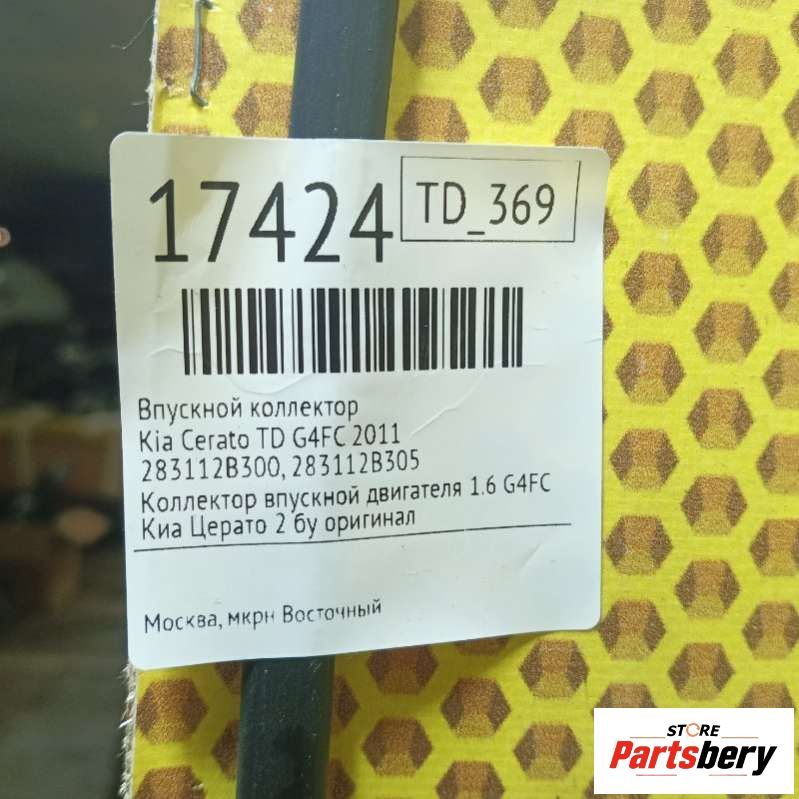 17424
TD_369
Впускной коллектор
Kia Cerato TD G4FC 2011
283112B300, 283112B305
Коллектор впускной двигателя 1.6 G4FC
Киа Церато 2 бу оригинал
Москва, мкрн Восточный
STORE
Partsbery